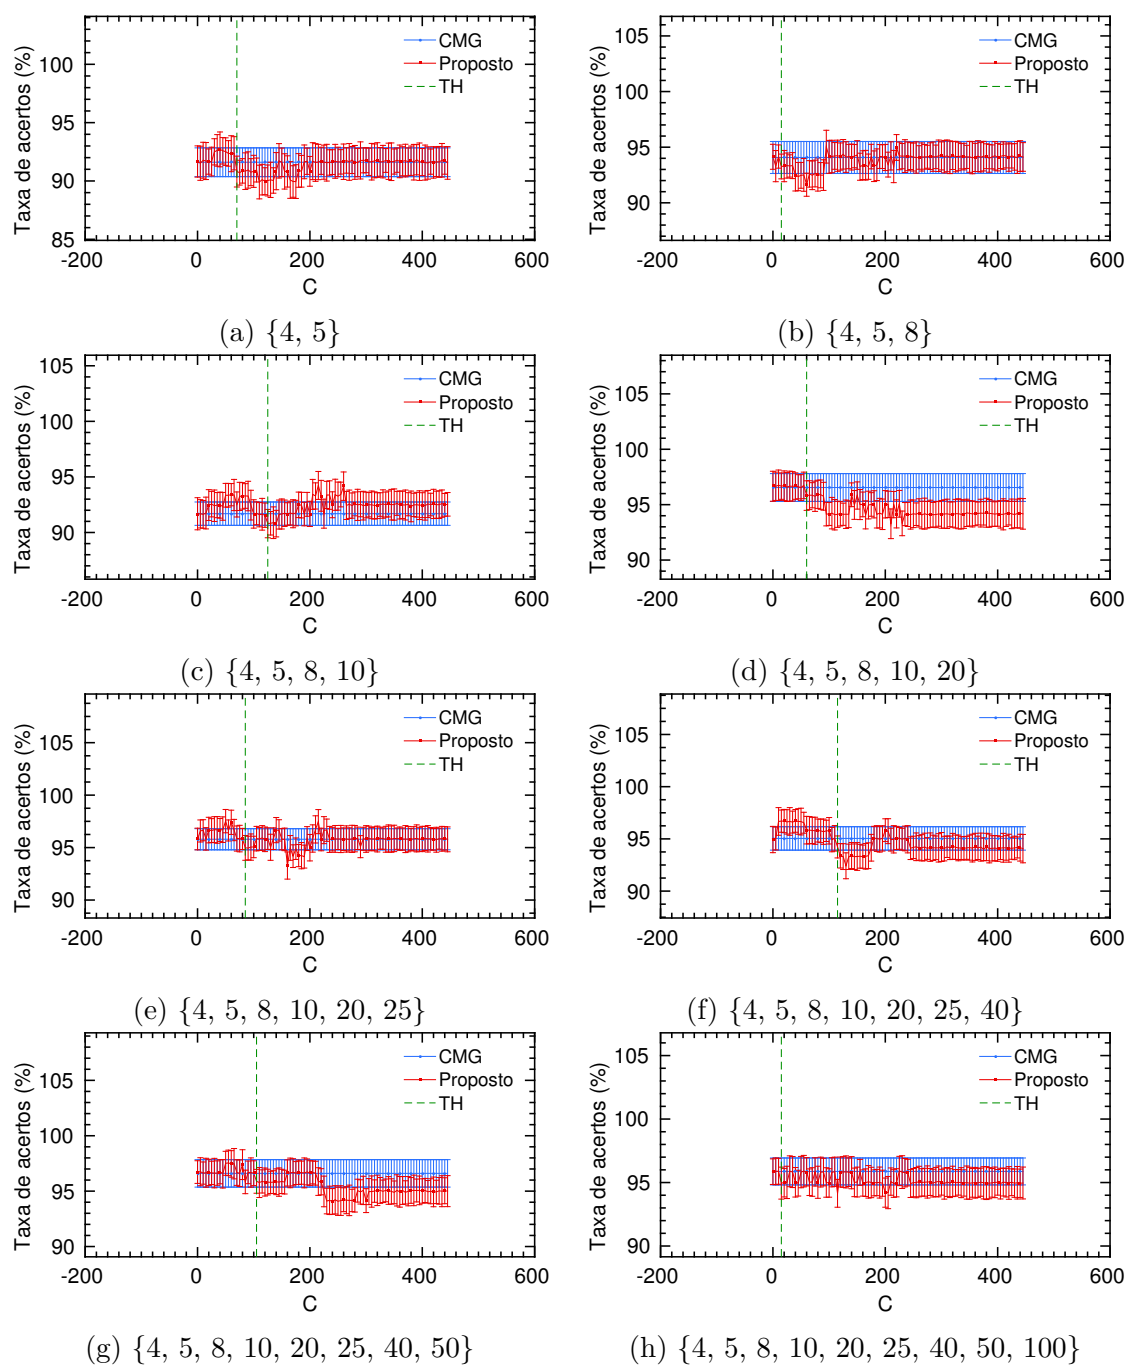 Taxa de acertos (%)
100
95
90
85
-200 0 200 400 600
C
CMG
Proposto
TH
(a) {4, 5}
Taxa de acertos (%)
105
100
95
90
-200 0 200 400 600
C
CMG
Proposto
TH
(b) {4, 5, 8}
Taxa de acertos (%)
105
100
95
90
-200 0 200 400 600
C
CMG
Proposto
TH
(c) {4, 5, 8, 10}
Taxa de acertos (%)
105
100
95
90
-200 0 200 400 600
C
CMG
Proposto
TH
(d) {4, 5, 8, 10, 20}
Taxa de acertos (%)
105
100
95
90
-200 0 200 400 600
C
CMG
Proposto
TH
(e) {4, 5, 8, 10, 20, 25}
Taxa de acertos (%)
105
100
95
90
-200 0 200 400 600
C
CMG
Proposto
TH
(f) {4, 5, 8, 10, 20, 25, 40}
Taxa de acertos (%)
105
100
95
90
-200 0 200 400 600
C
CMG
Proposto
TH
(g) {4, 5, 8, 10, 20, 25, 40, 50}
Taxa de acertos (%)
105
100
95
90
-200 0 200 400 600
C
CMG
Proposto
TH
(h) {4, 5, 8, 10, 20, 25, 40, 50, 100}